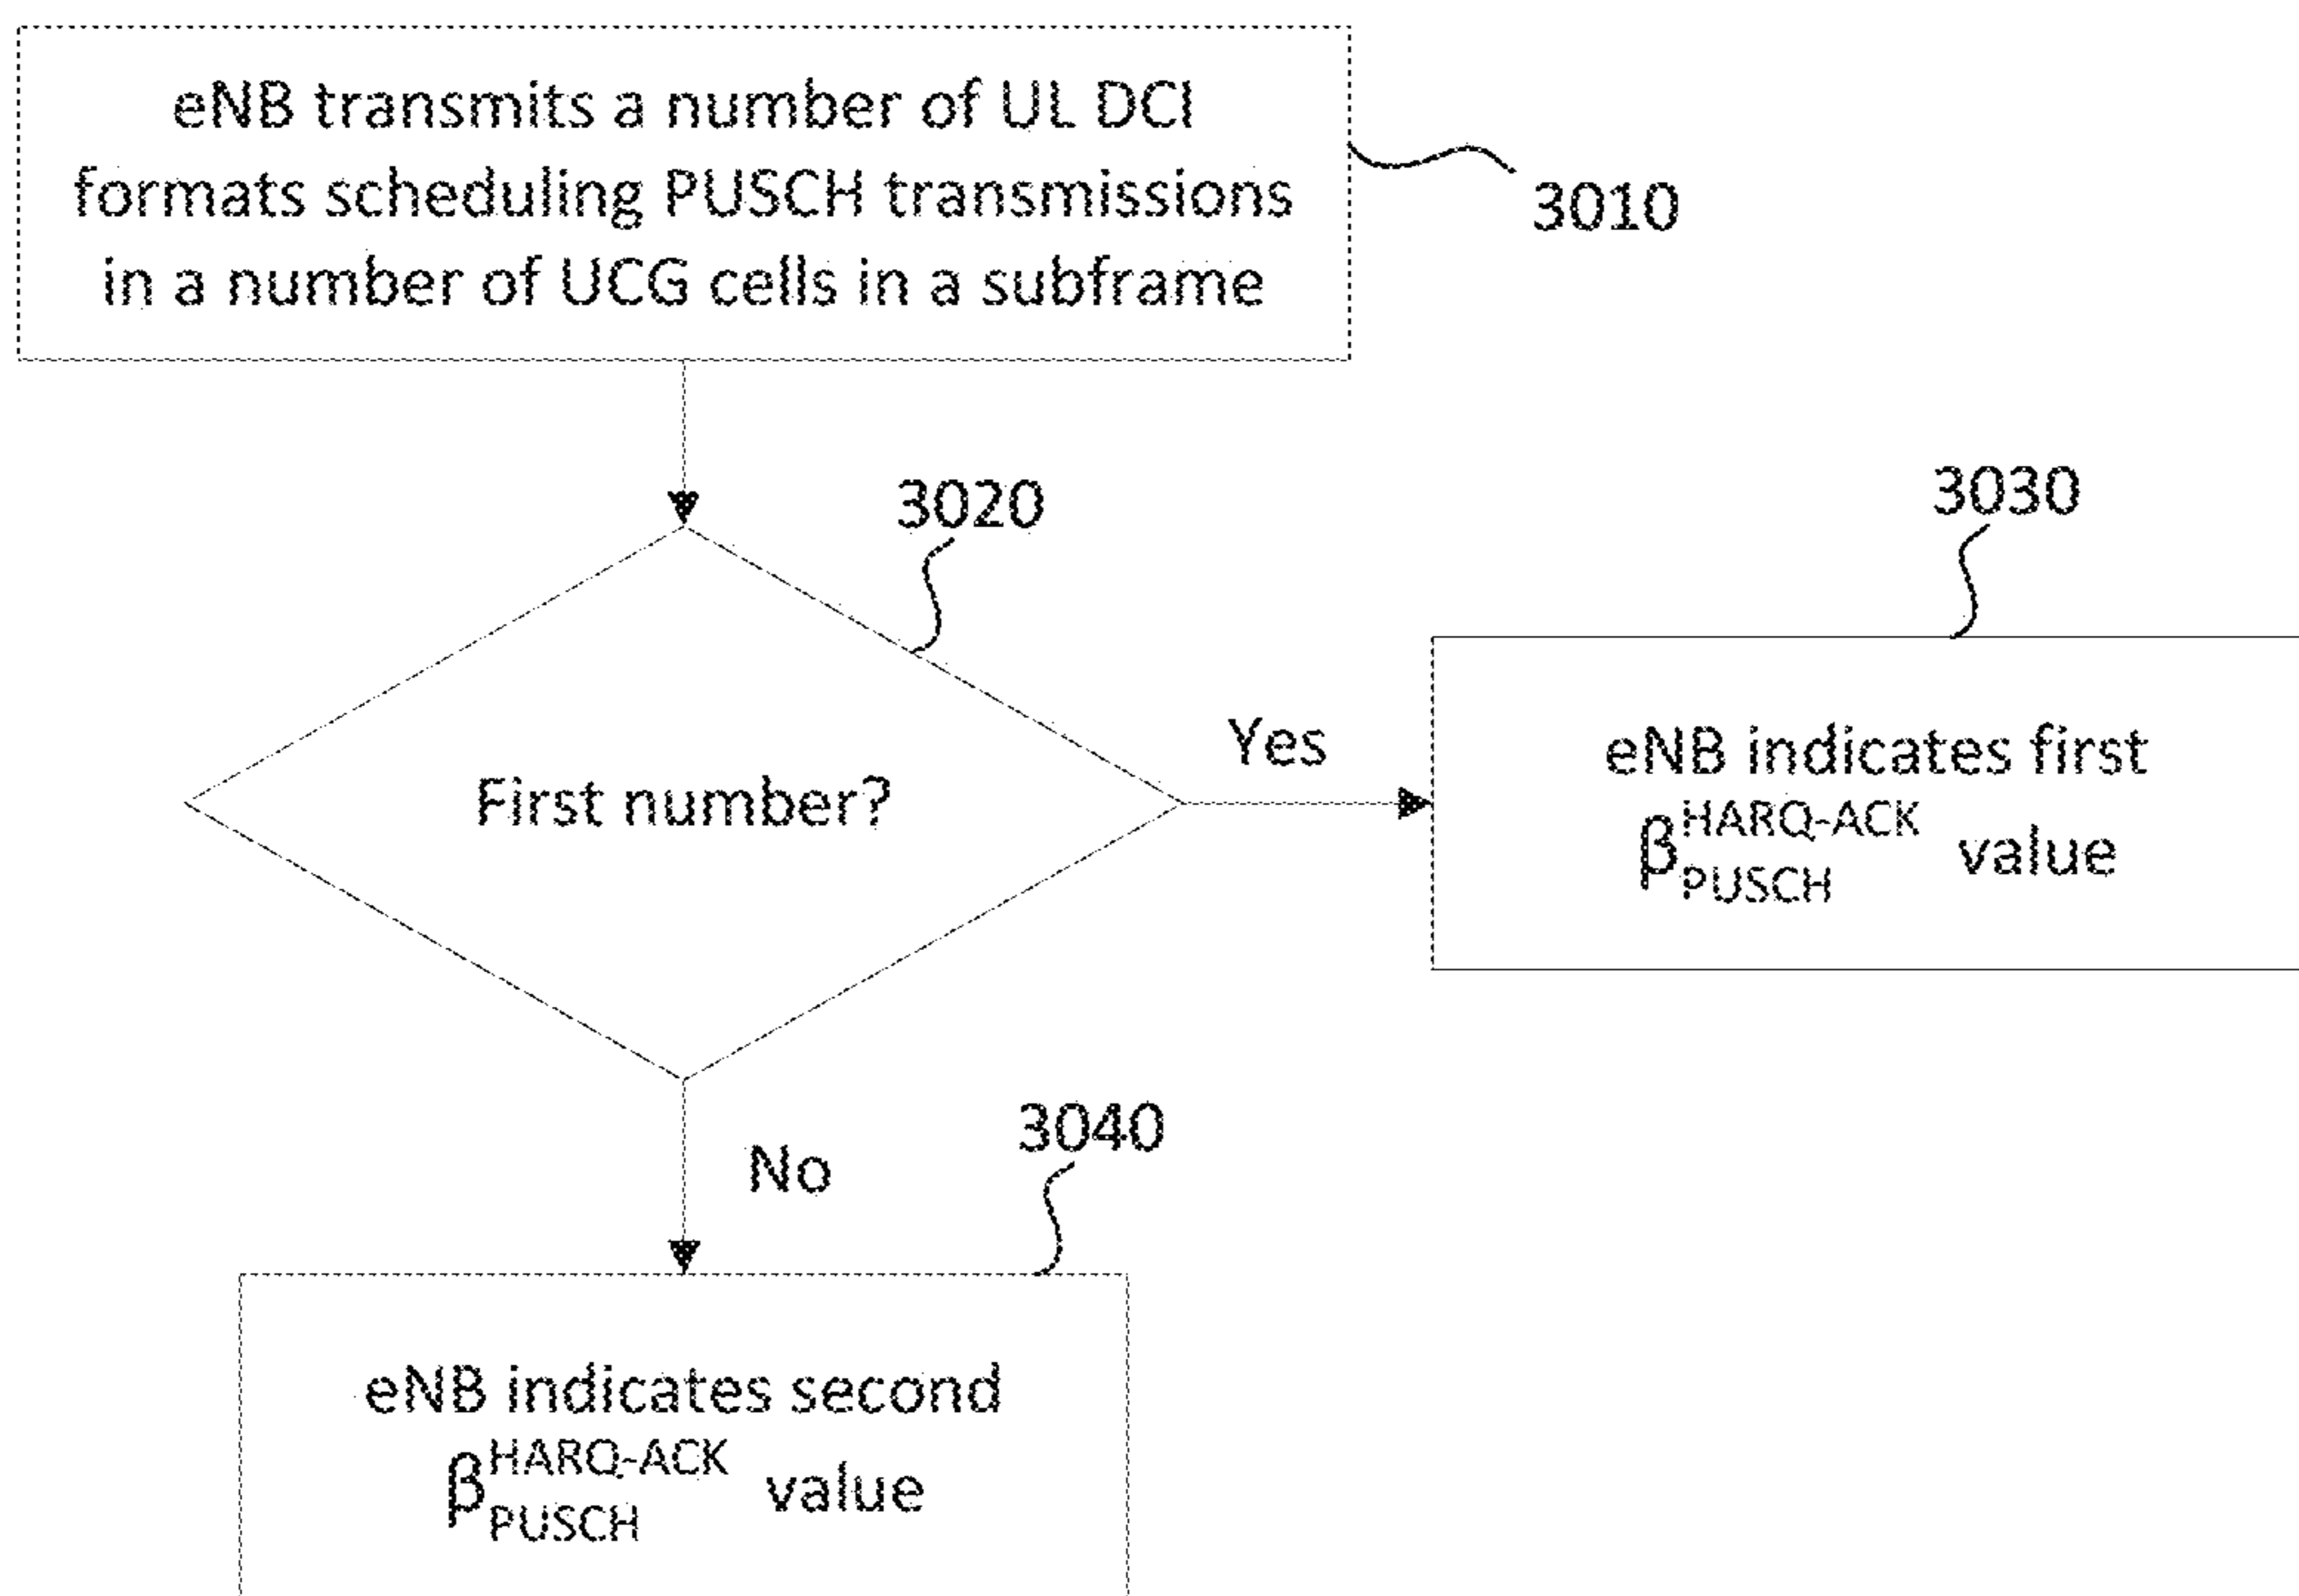 eNB transmits a number of UL DCI
formats scheduling PUSCH transmissions
in a number of UCG cells in a subframe
3010
3020
3030
First number?
Yes
eNB indicates first
β HARQ-ACK PUSCH value
No
3040
eNB indicates second
β HARQ-ACK PUSCH value